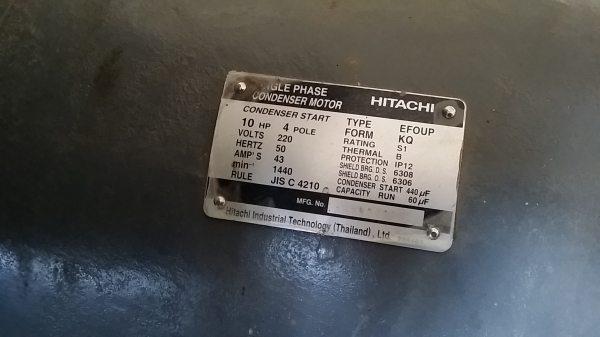 SINGLE PHASE
CONDENSER MOTOR HITACHI
CONDENSER START
10 HP 4 POLE
VOLTS 220
HERTZ 50
AMP'S 43
min⁻¹ 1440
RULE JIS C 4210
TYPE EFOUP
FORM KQ
RATING S1
THERMAL B
PROTECTION IP12
SHIELD BRG. D. S. 6308
SHIELD BRG. O. S. 6306
CONDENSER START 440 µF
CAPACITY RUN 60 µF
MFG. No.
Hitachi Industrial Technology (Thailand), Ltd.